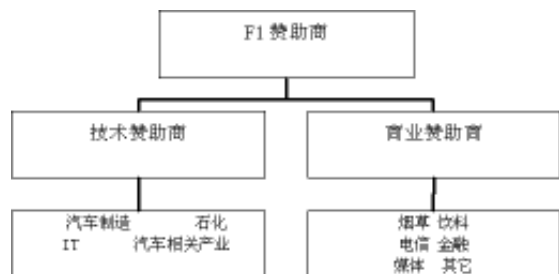 F1 赞助商
技术赞助商
商业赞助商
汽车制造 石化
IT 汽车相关产业
烟草 饮料
电信 金融
媒体 其它